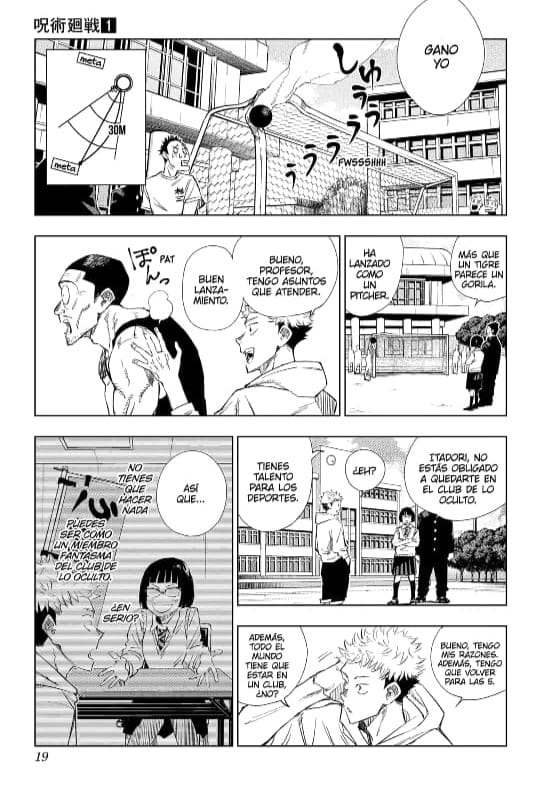 呪術廻戦 1
meta
30M
meta
GANO
YO
しゅううううう
FWSSSHHH
MÁS QUE
UN TIGRE
PARECE UN
GORILA.
HA
LANZADO
COMO
UN
PITCHER.
BUENO,
PROFESOR,
TENGO ASUNTOS
QUE ATENDER.
BUEN
LANZA-
MIENTO.
PAT
ぽんっ
ITADORI, NO
ESTÁS OBLIGADO
A QUEDARTE EN
EL CLUB DE LO
OCULTO.
¿EH?
TIENES
TALENTO
PARA LOS
DEPORTES.
BUENO, TENGO
MIS RAZONES.
ADEMÁS, TENGO
QUE VOLVER
PARA LAS 5.
ADEMÁS,
TODO EL
MUNDO
TIENE QUE
ESTAR EN
UN CLUB,
¿NO?
ASÍ
QUE...
NO
TIENES
QUE
HACER
NADA
PUEDES
SER COMO
UN MIEMBRO
FANTASMA
DEL CLUB DE
LO OCULTO.
¿EN
SERIO?
19